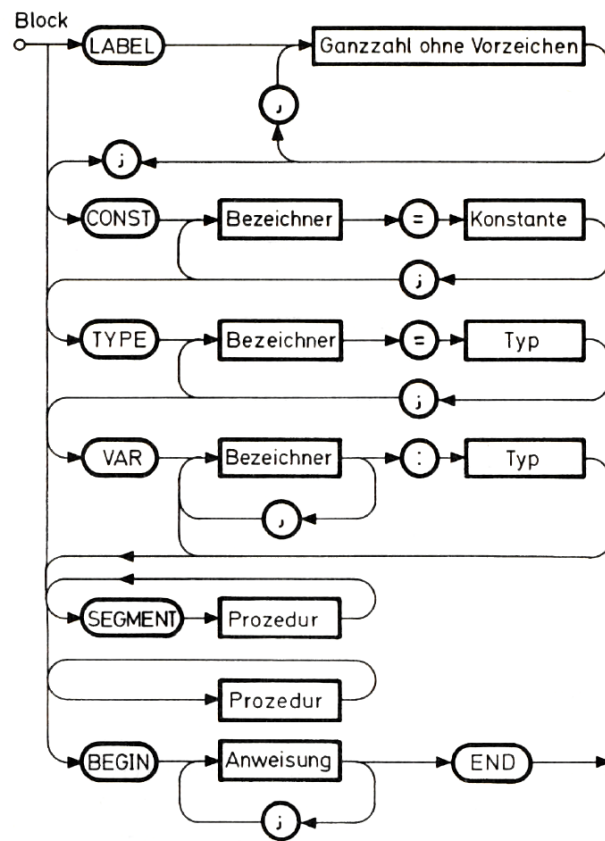 Block
LABEL Ganzzahl ohne Vorzeichen
,
;
CONST Bezeichner = Konstante
;
TYPE Bezeichner = Typ
;
VAR Bezeichner : Typ
,
SEGMENT Prozedur
Prozedur
BEGIN Anweisung END
;